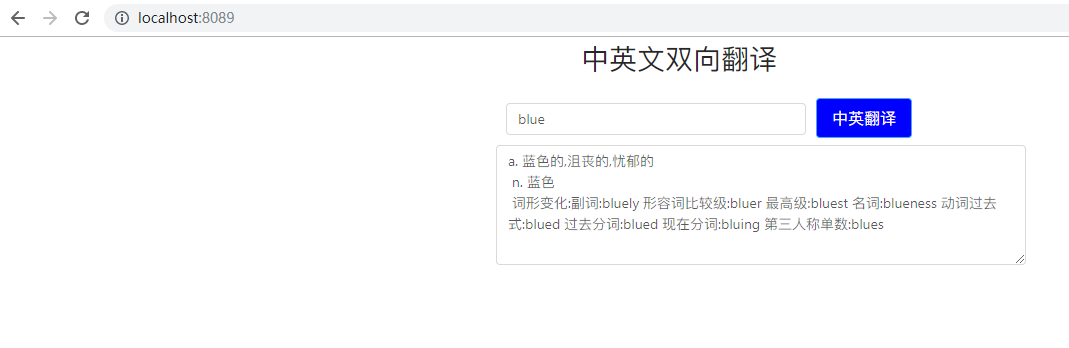 localhost:8089
中英文双向翻译
blue
中英翻译
a. 蓝色的,沮丧的,忧郁的
n. 蓝色
词形变化:副词:bluely 形容词比较级:bluer 最高级:bluest 名词:blueness 动词过去
式:blued 过去分词:blued 现在分词:bluing 第三人称单数:blues